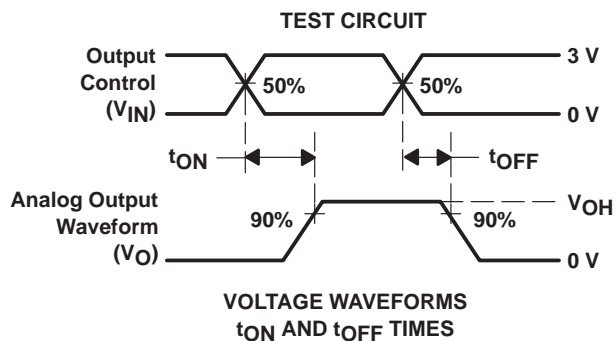 TEST CIRCUIT
Output
Control
(VIN)
50%
50%
3 V
0 V
tON
tOFF
Analog Output
Waveform
(VO)
90%
90%
VOH
0 V
VOLTAGE WAVEFORMS
tON AND tOFF TIMES